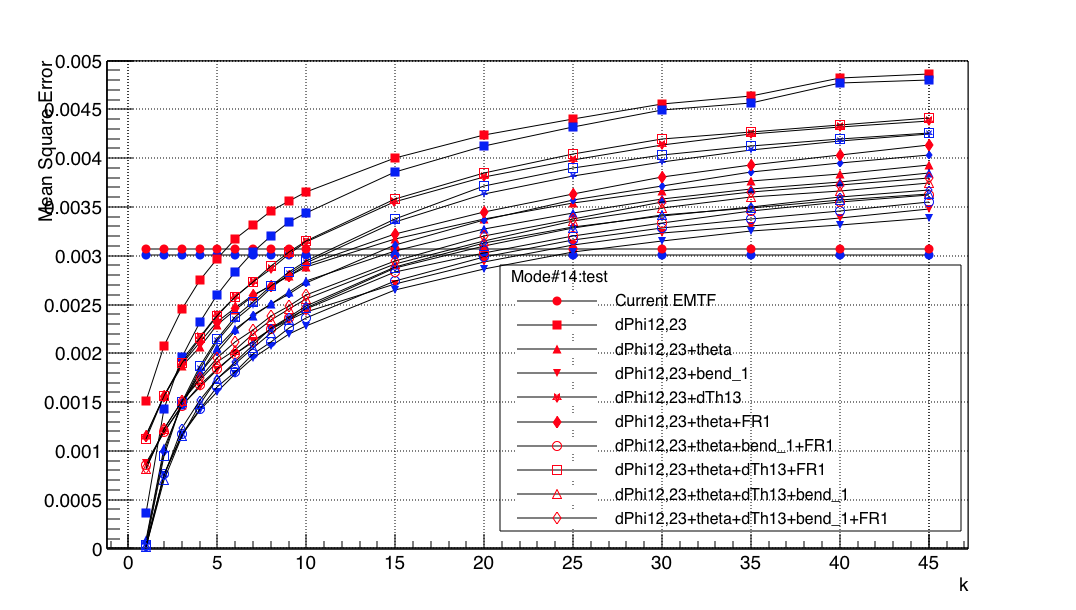 Mean Square Error
0.005
0.0045
0.004
0.0035
0.003
0.0025
0.002
0.0015
0.001
0.0005
0
Mode#14:test
Current EMTF
dPhi12,23
dPhi12,23+theta
dPhi12,23+bend_1
dPhi12,23+dTh13
dPhi12,23+theta+FR1
dPhi12,23+theta+bend_1+FR1
dPhi12,23+theta+dTh13+FR1
dPhi12,23+theta+dTh13+bend_1
dPhi12,23+theta+dTh13+bend_1+FR1
0 5 10 15 20 25 30 35 40 45
k